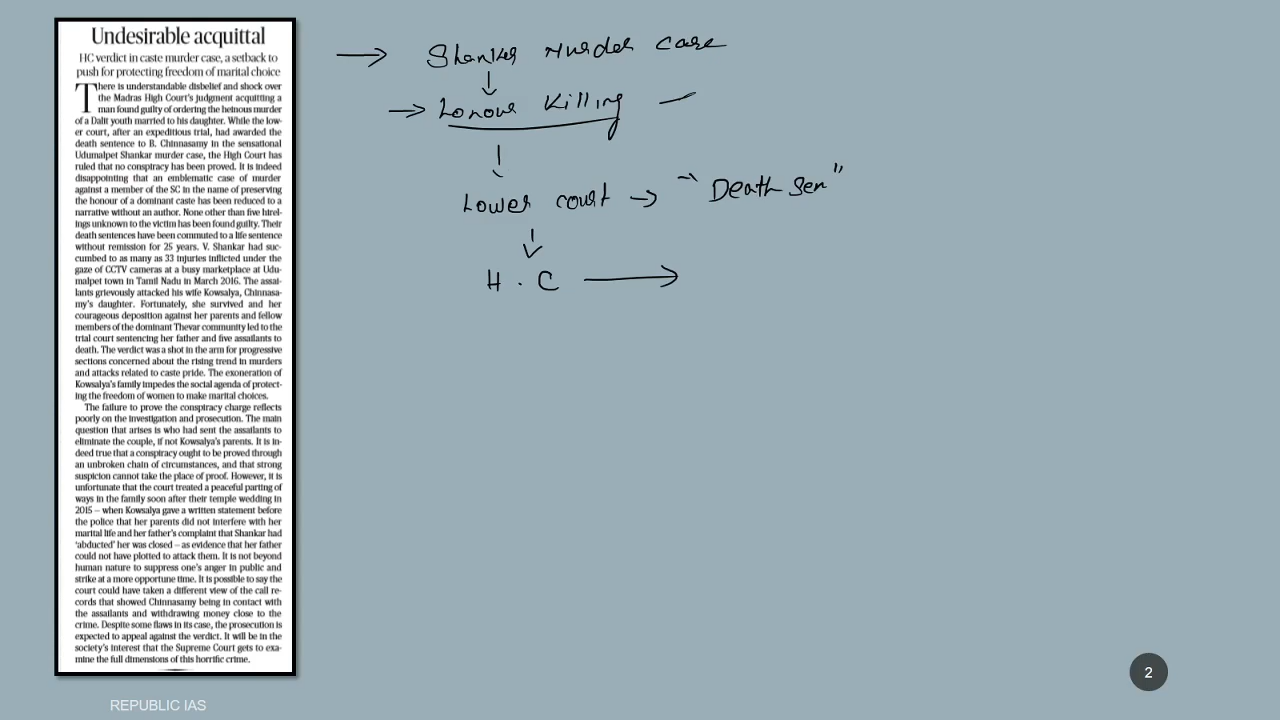 Undesirable acquittal
HC verdict in caste murder case, a setback to
push for protecting freedom of marital choice
There is understandable disbelief and shock over
the Madras High Court's judgment acquitting a
man found guilty of ordering the heinous murder
of a Dalit youth married to his daughter. While the low-
er court, after an expeditious trial, had awarded the
death sentence to B. Chinnasamy in the sensational
Udumalpet Shankar murder case, the High Court has
ruled that no conspiracy has been proved. It is indeed
disappointing that an emblematic case of murder
against a member of the SC in the name of preserving
the honour of a dominant caste has been reduced to a
narrative without an author. None other than five hirel-
ings unknown to the victim has been found guilty. Their
death sentences have been commuted to a life sentence
without remission for 25 years. V. Shankar had suc-
cumbed to as many as 33 injuries inflicted under the
gaze of CCTV cameras at a busy marketplace at Udu-
malpet town in Tamil Nadu in March 2016. The assai-
lants grievously attacked his wife Kowsalya, Chinnasa-
my's daughter. Fortunately, she survived and her
courageous deposition against her parents and fellow
members of the dominant Thevar community led to the
trial court sentencing her father and five assailants to
death. The verdict was a shot in the arm for progressive
sections concerned about the rising trend in murders
and attacks related to caste pride. The exoneration of
Kowsalya's family impedes the social agenda of protect-
ing the freedom of women to make marital choices.
The failure to prove the conspiracy charge reflects
poorly on the investigation and prosecution. The main
question that arises is who had sent the assailants to
eliminate the couple, if not Kowsalya's parents. It is in-
deed true that a conspiracy ought to be proved through
an unbroken chain of circumstances, and that strong
suspicion cannot take the place of proof. However, it is
unfortunate that the court treated a peaceful parting of
ways in the family soon after their temple wedding in
2015 – when Kowsalya gave a written statement before
the police that her parents did not interfere with her
marital life and her father's complaint that Shankar had
'abducted' her was closed – as evidence that her father
could not have plotted to attack them. It is not beyond
human nature to suppress one's anger in public and
strike at a more opportune time. It is possible to say the
court could have taken a different view of the call re-
cords that showed Chinnasamy being in contact with
the assailants and withdrawing money close to the
crime. Despite some flaws in its case, the prosecution is
expected to appeal against the verdict. It will be in the
society's interest that the Supreme Court gets to exa-
mine the full dimensions of this horrific crime.
→ Shanker Murder case
→ Honour Killing
Lower court → "Death Sen"
H.C →
2
REPUBLIC IAS